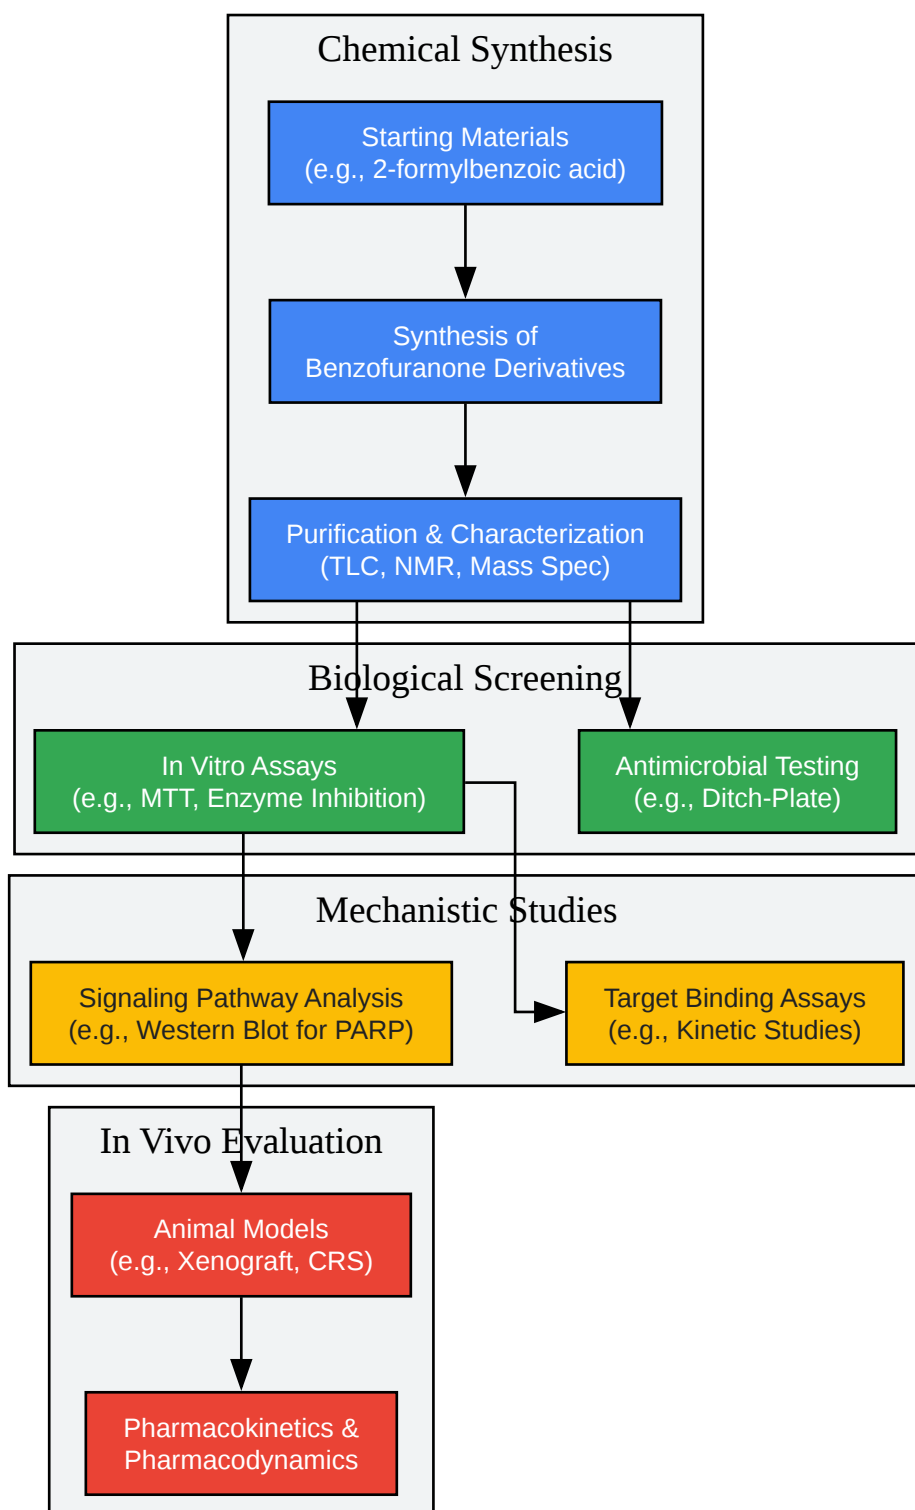 Chemical Synthesis
Starting Materials
(e.g., 2-formylbenzoic acid)
Synthesis of
Benzofuranone Derivatives
Purification & Characterization
(TLC, NMR, Mass Spec)
Biological Screening
In Vitro Assays
(e.g., MTT, Enzyme Inhibition)
Antimicrobial Testing
(e.g., Ditch-Plate)
Mechanistic Studies
Signaling Pathway Analysis
(e.g., Western Blot for PARP)
Target Binding Assays
(e.g., Kinetic Studies)
In Vivo Evaluation
Animal Models
(e.g., Xenograft, CRS)
Pharmacokinetics &
Pharmacodynamics